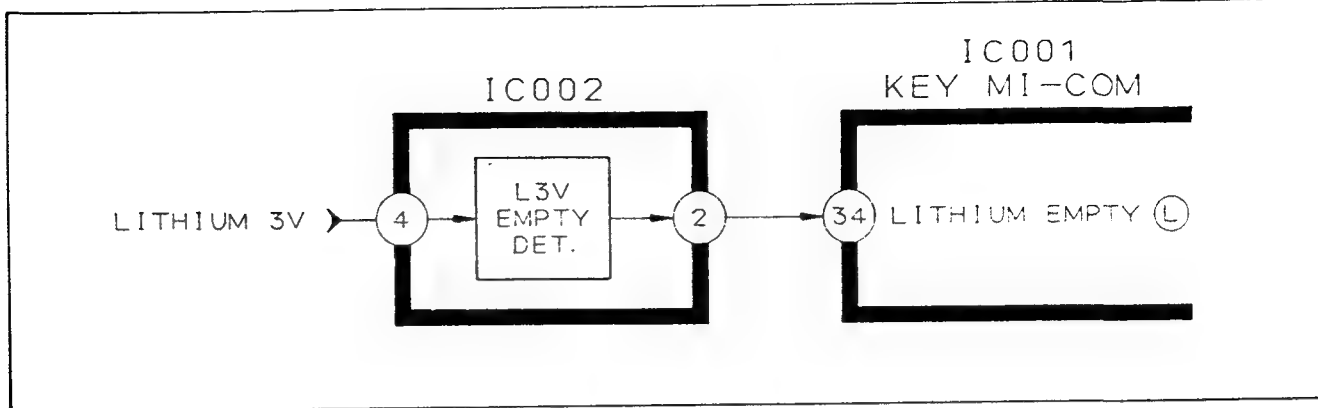 IC002
IC001
KEY MI-COM
LITHIUM 3V
4
L3V
EMPTY
DET.
2
34
LITHIUM EMPTY Ⓛ